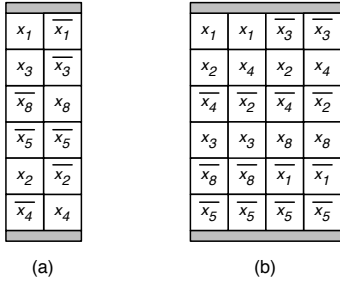 x₁ x̅₁
x₃ x̅₃
x̅₈ x₈
x̅₅ x̅₅
x₂ x̅₂
x̅₄ x₄
(a)
x₁ x₁ x̅₃ x̅₃
x₂ x₄ x₂ x₄
x̅₄ x̅₂ x̅₄ x̅₂
x₃ x₃ x₈ x₈
x̅₈ x̅₈ x̅₁ x̅₁
x̅₅ x̅₅ x̅₅ x̅₅
(b)